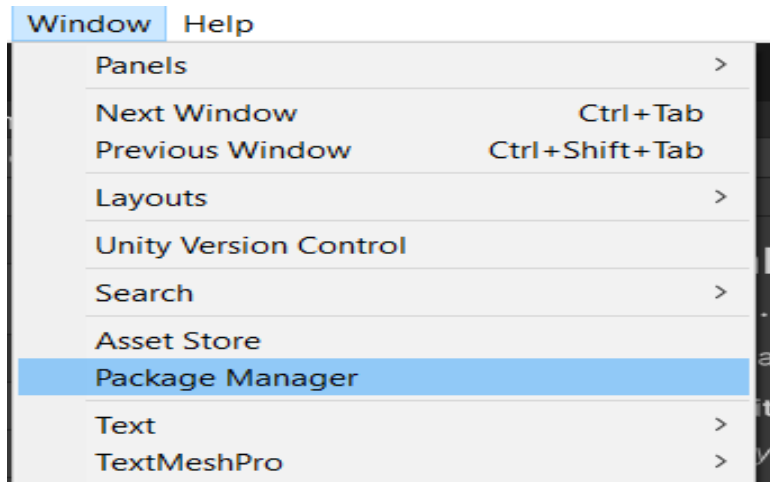 Window Help
Panels >
Next Window Ctrl+Tab
Previous Window Ctrl+Shift+Tab
Layouts >
Unity Version Control
Search >
Asset Store
Package Manager
Text >
TextMeshPro >